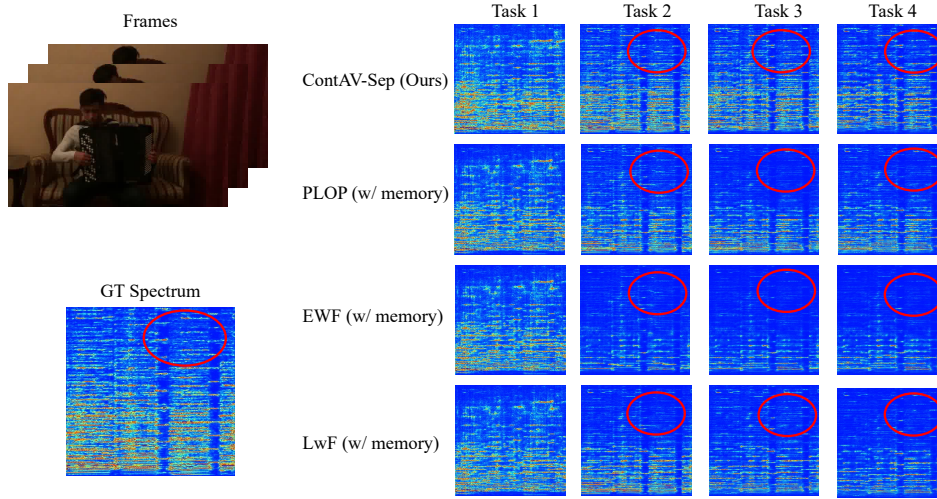 Frames
Task 1
Task 2
Task 3
Task 4
ContAV-Sep (Ours)
PLOP (w/ memory)
GT Spectrum
EWF (w/ memory)
LwF (w/ memory)